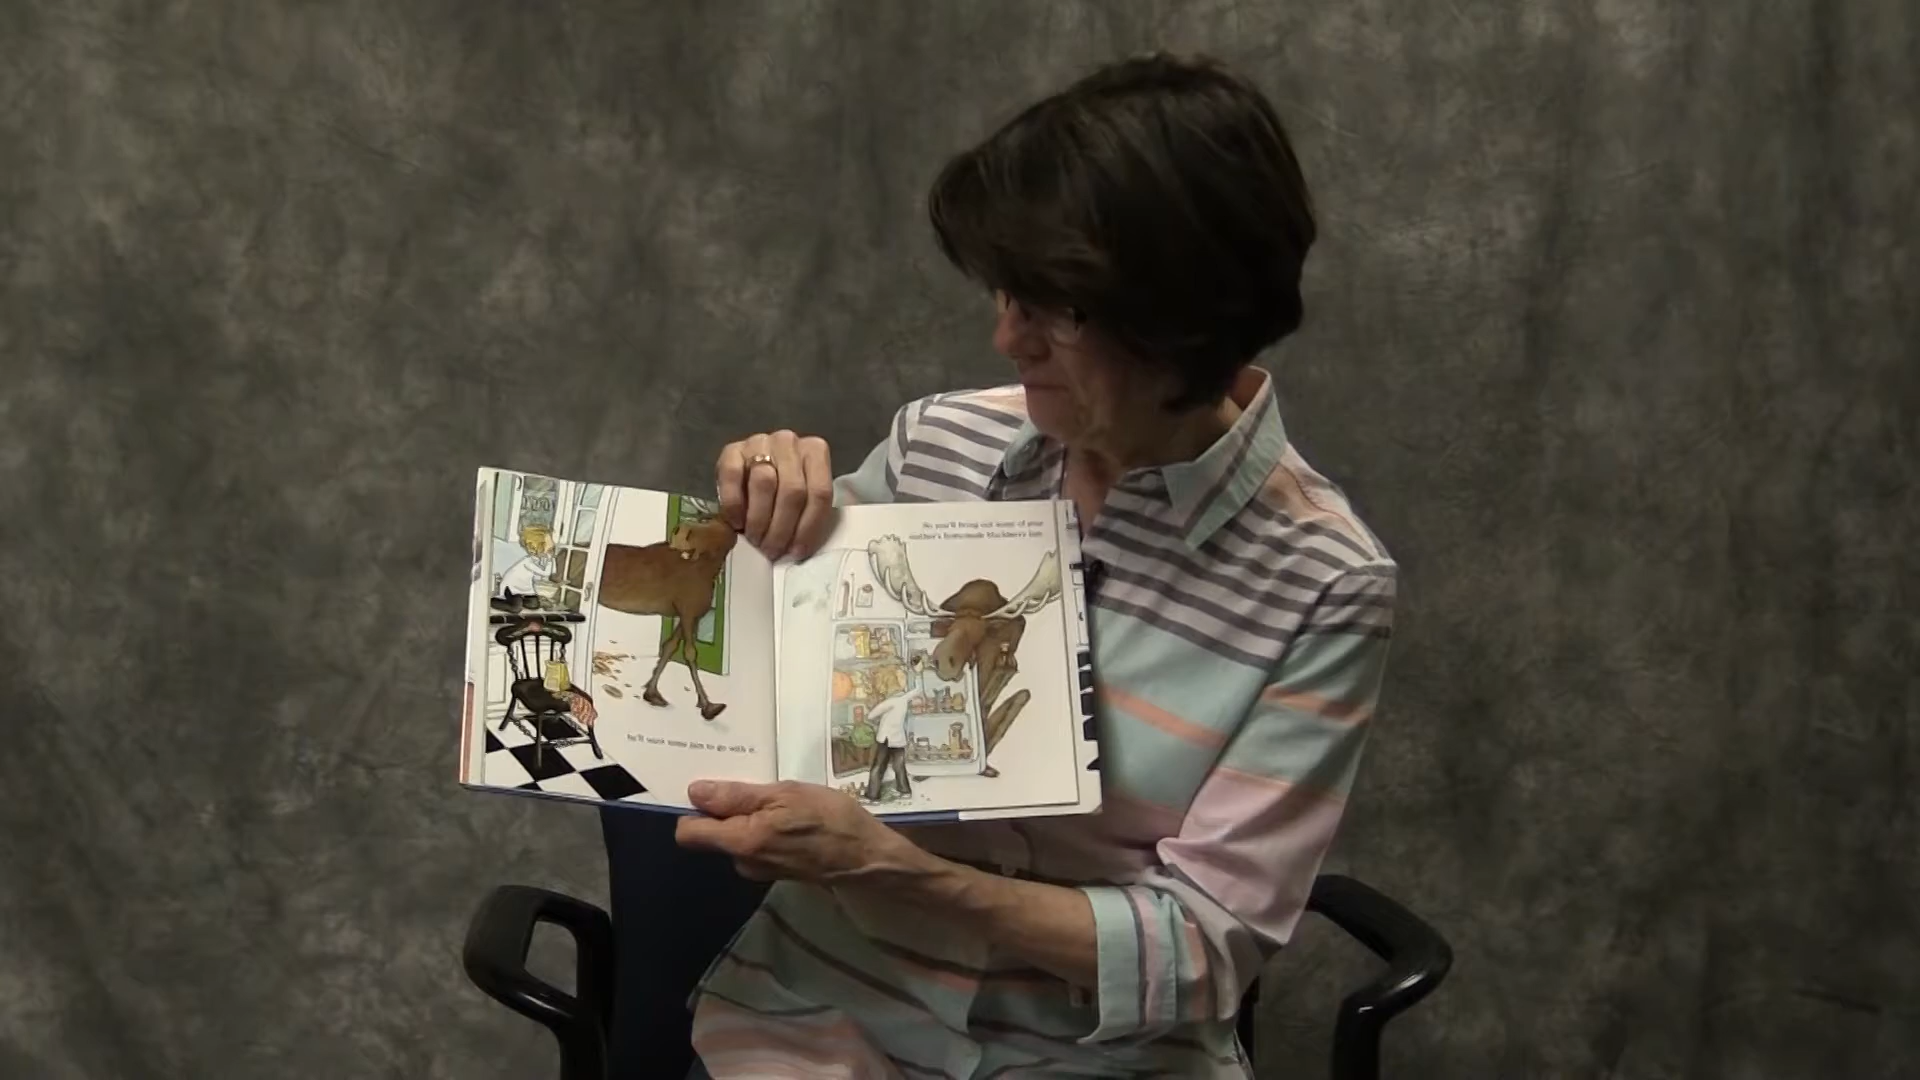 he'll want some jam to go with it.
So you'll bring out some of your
mother's homemade blackberry jam.